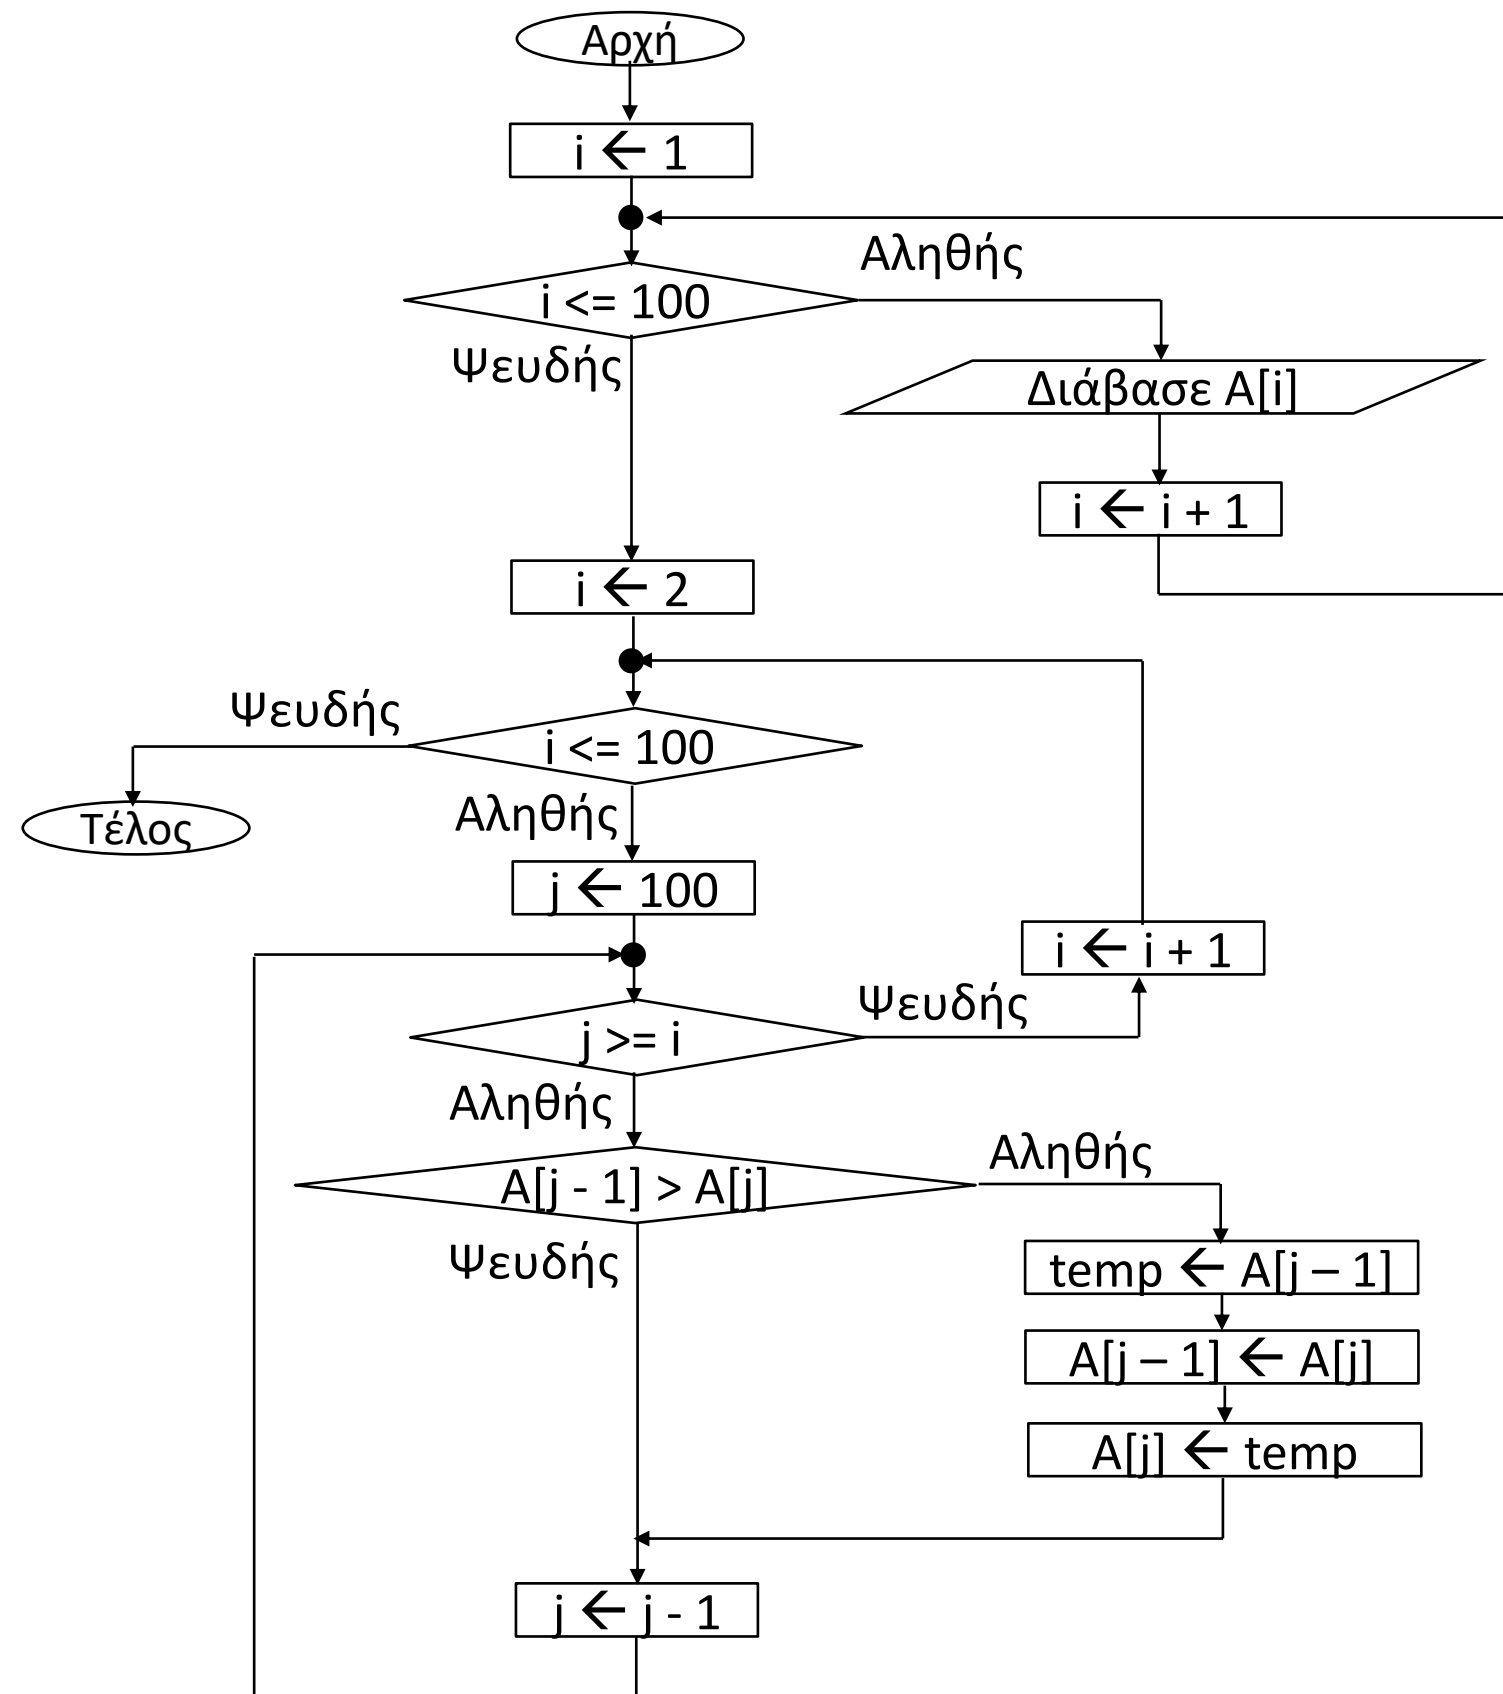 Αρχή
i 🡨 1
i <= 100
Αληθής
Ψευδής
Διάβασε A[i]
i 🡨 i + 1
i 🡨 2
i <= 100
Ψευδής
Τέλος
Αληθής
j 🡨 100
j >= i
Ψευδής
i 🡨 i + 1
Αληθής
A[j - 1] > A[j]
Αληθής
Ψευδής
temp 🡨 A[j – 1]
A[j – 1] 🡨 A[j]
A[j] 🡨 temp
j 🡨 j - 1